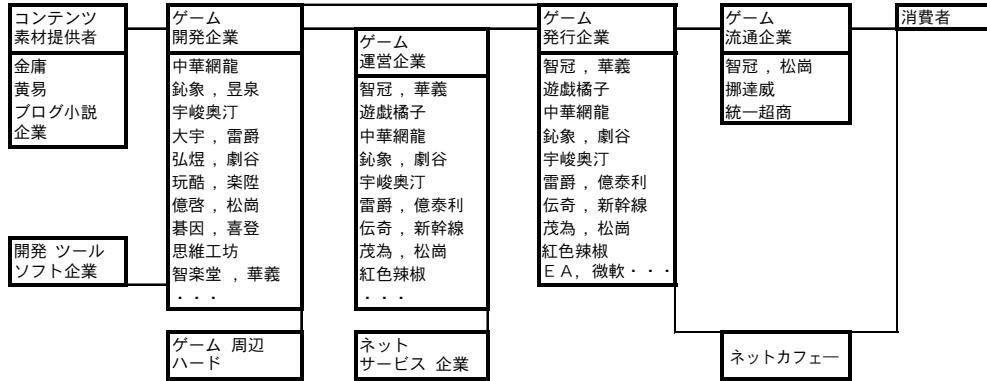 コンテンツ
素材提供者
金庸
黄易
ブログ小説
企業
開発 ツール
ソフト企業
ゲーム
開発企業
中華網龍
鈊象 , 昱泉
宇峻奥汀
大宇 , 雷爵
弘煜 , 劇谷
玩酷 , 楽陞
億啓 , 松崗
碁因 , 喜登
思維工坊
智楽堂 , 華義
・・・
ゲーム 周辺
ハード
ゲーム
運営企業
智冠 , 華義
遊戯橘子
中華網龍
鈊象 , 劇谷
宇峻奥汀
雷爵 , 億泰利
伝奇 , 新幹線
茂為 , 松崗
紅色辣椒
・・・
ネット
サービス 企業
ゲーム
発行企業
智冠 , 華義
遊戯橘子
中華網龍
鈊象 , 劇谷
宇峻奥汀
雷爵 , 億泰利
伝奇 , 新幹線
茂為 , 松崗
紅色辣椒
ＥＡ, 微軟・・・
ゲーム
流通企業
智冠 , 松崗
挪達威
統一超商
ネットカフェ―
消費者